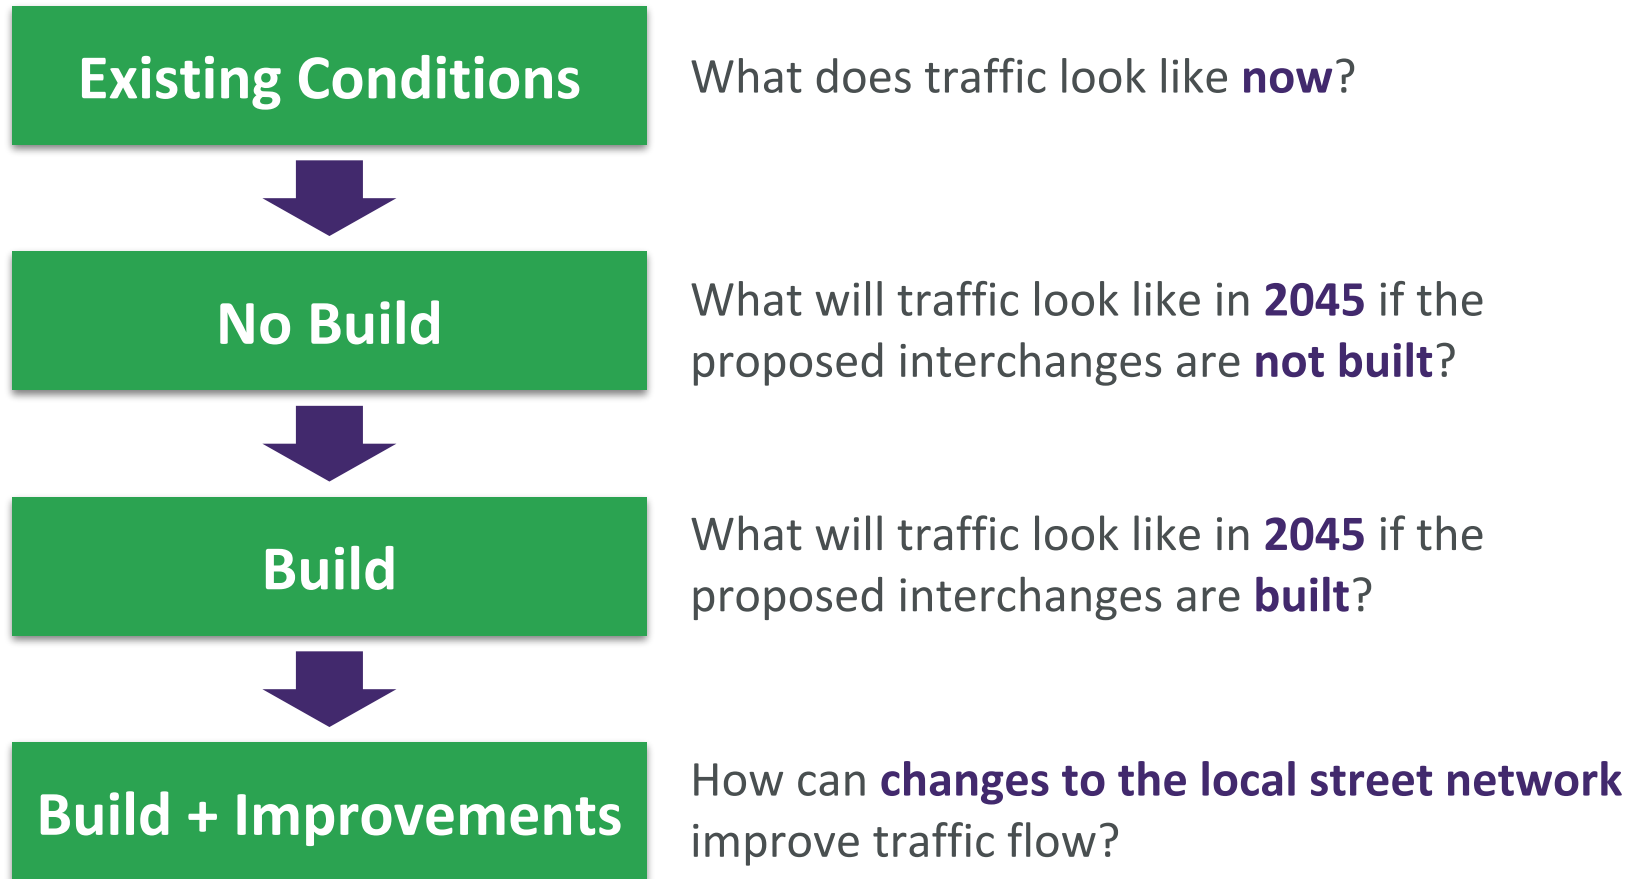 Existing Conditions
What does traffic look like now?
No Build
What will traffic look like in 2045 if the
proposed interchanges are not built?
Build
What will traffic look like in 2045 if the
proposed interchanges are built?
Build + Improvements
How can changes to the local street network
improve traffic flow?